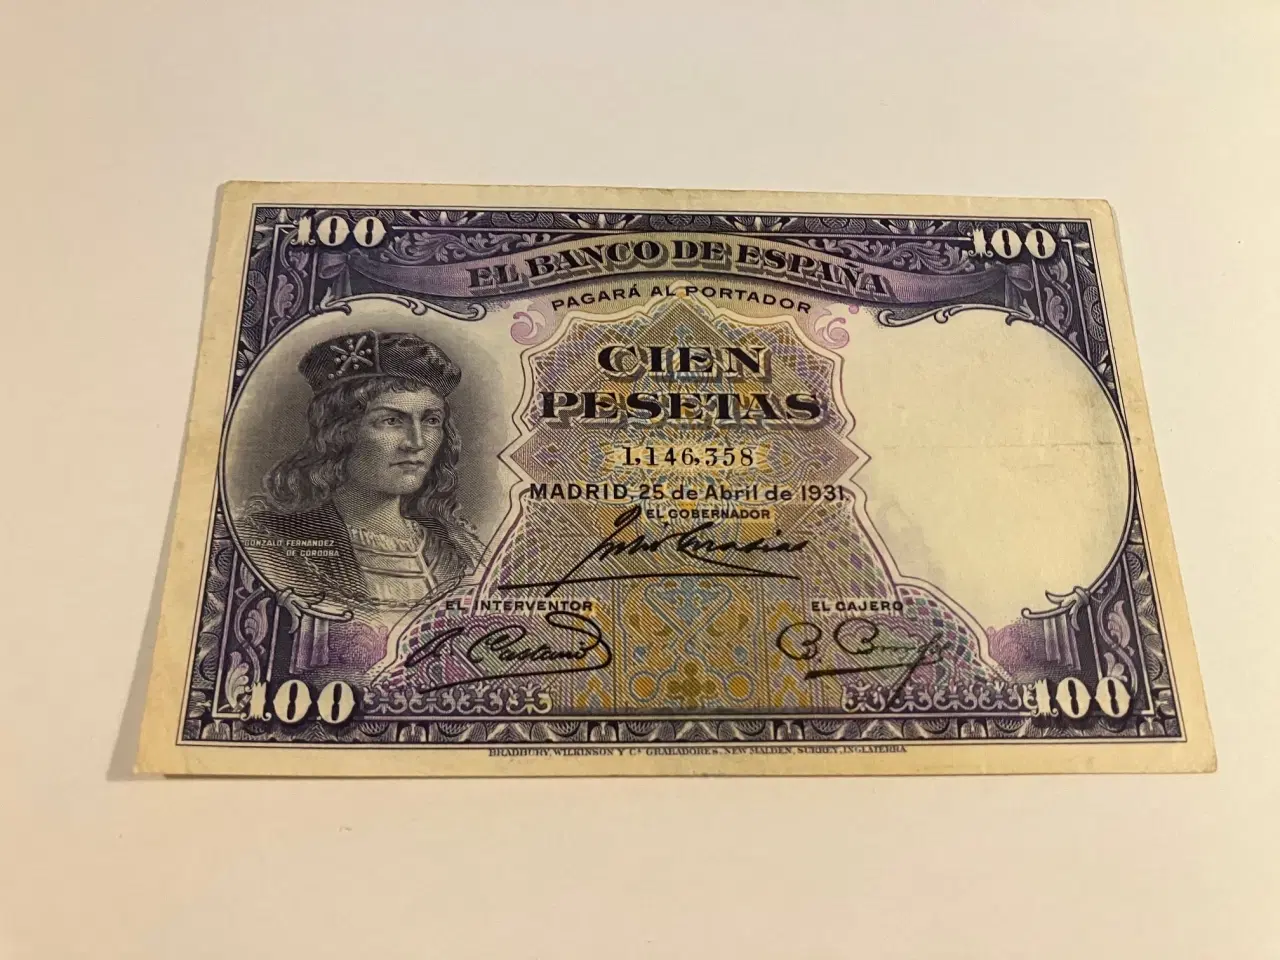 100 100
EL BANCO DE ESPAÑA
PAGARÁ AL PORTADOR
CIEN
PESETAS
1,146,358
MADRID, 25 de Abril de 1931.
EL GOBERNADOR
GONZALO FERNANDEZ
DE CÓRDOBA
EL INTERVENTOR EL CAJERO
100 100
BRADBURY, WILKINSON Y Cª GRABADORES, NEW MALDEN, SURREY, INGLATERRA